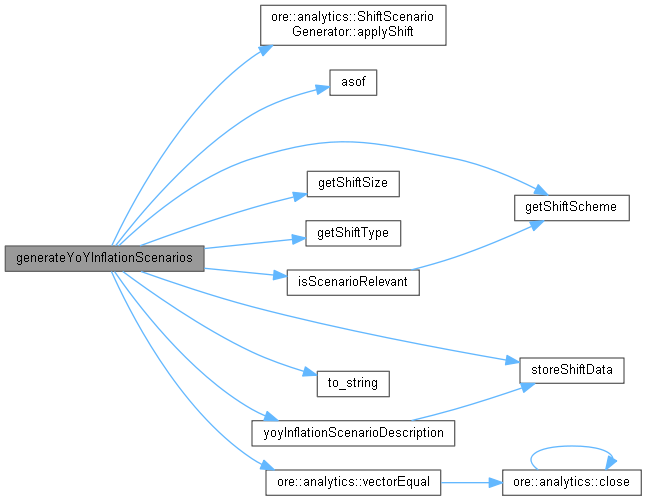 ore::analytics::ShiftScenario
Generator::applyShift
asof
getShiftSize
getShiftScheme
getShiftType
generateYoYInflationScenarios
isScenarioRelevant
storeShiftData
to_string
yoyInflationScenarioDescription
ore::analytics::vectorEqual
ore::analytics::close